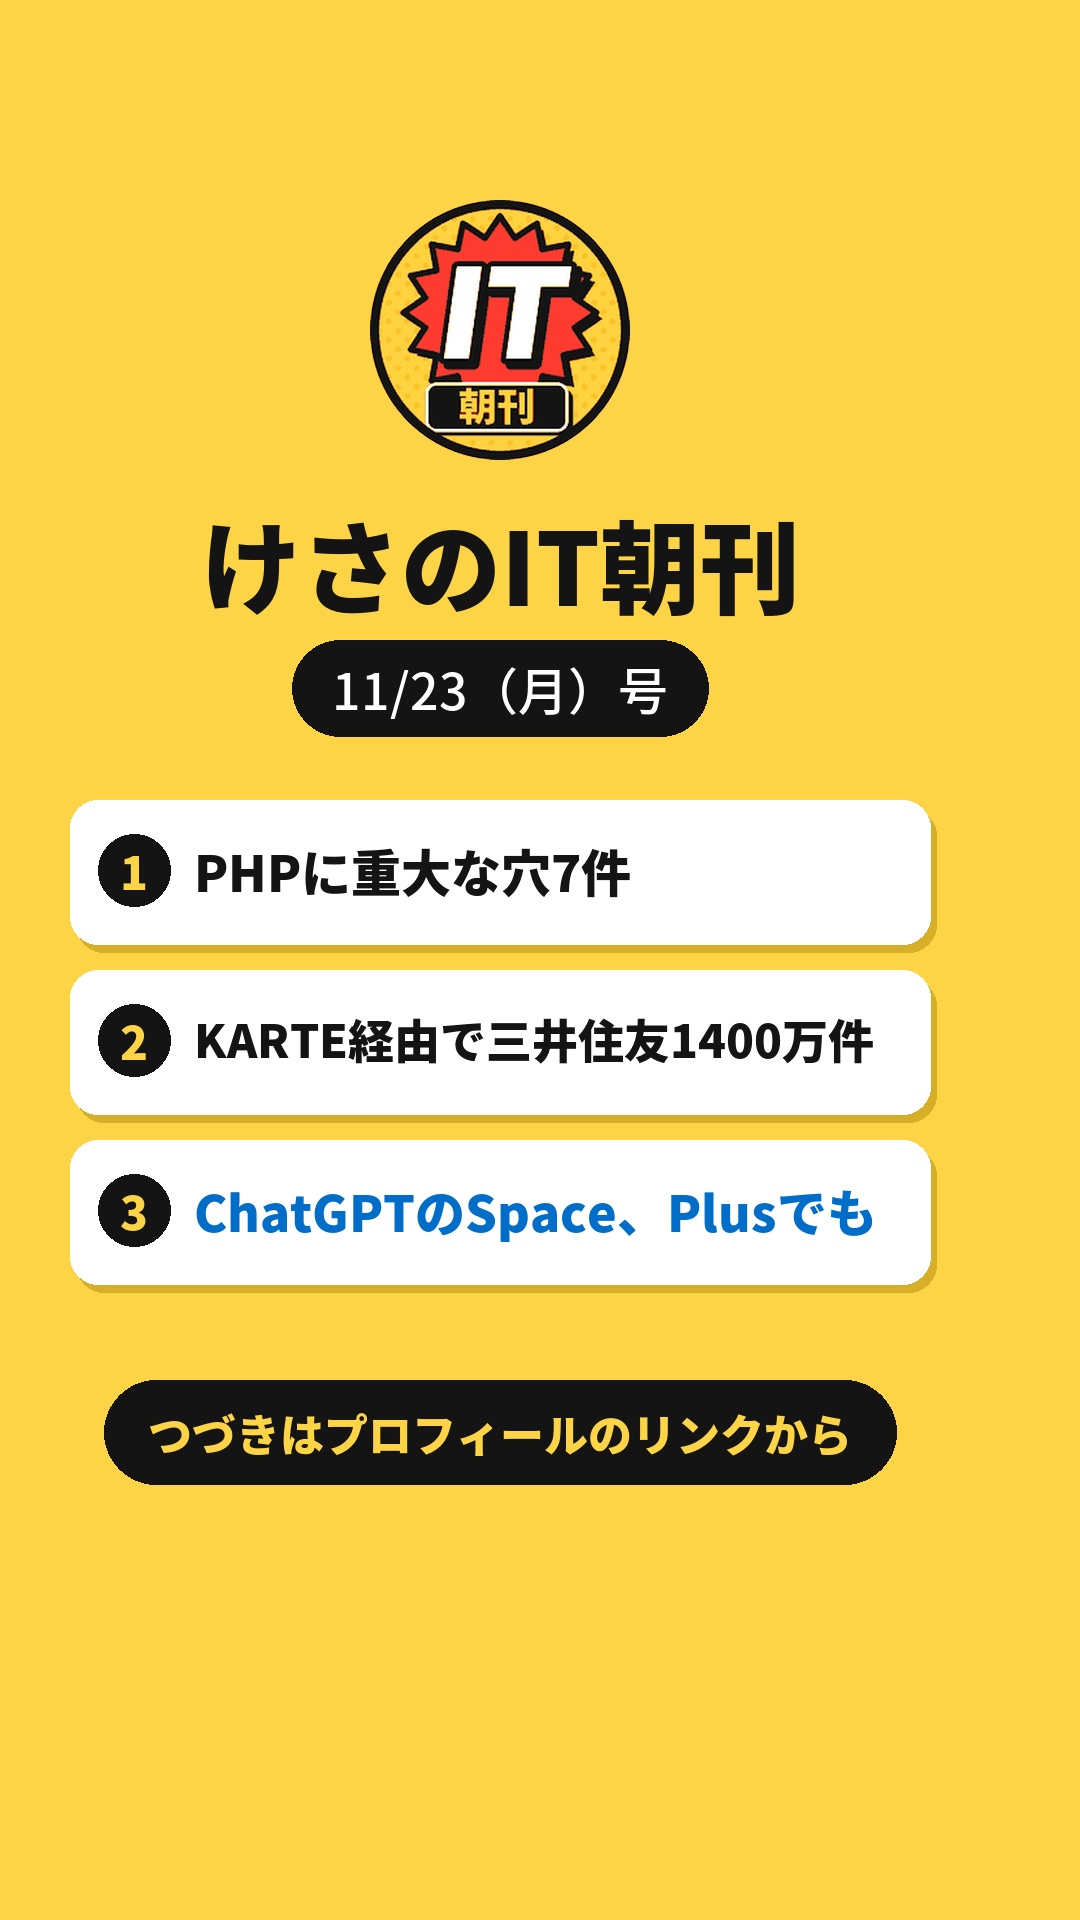 IT
朝刊
けさのIT朝刊
11/23（月）号
1 PHPに重大な穴7件
2 KARTE経由で三井住友1400万件
3 ChatGPTのSpace、Plusでも
つづきはプロフィールのリンクから